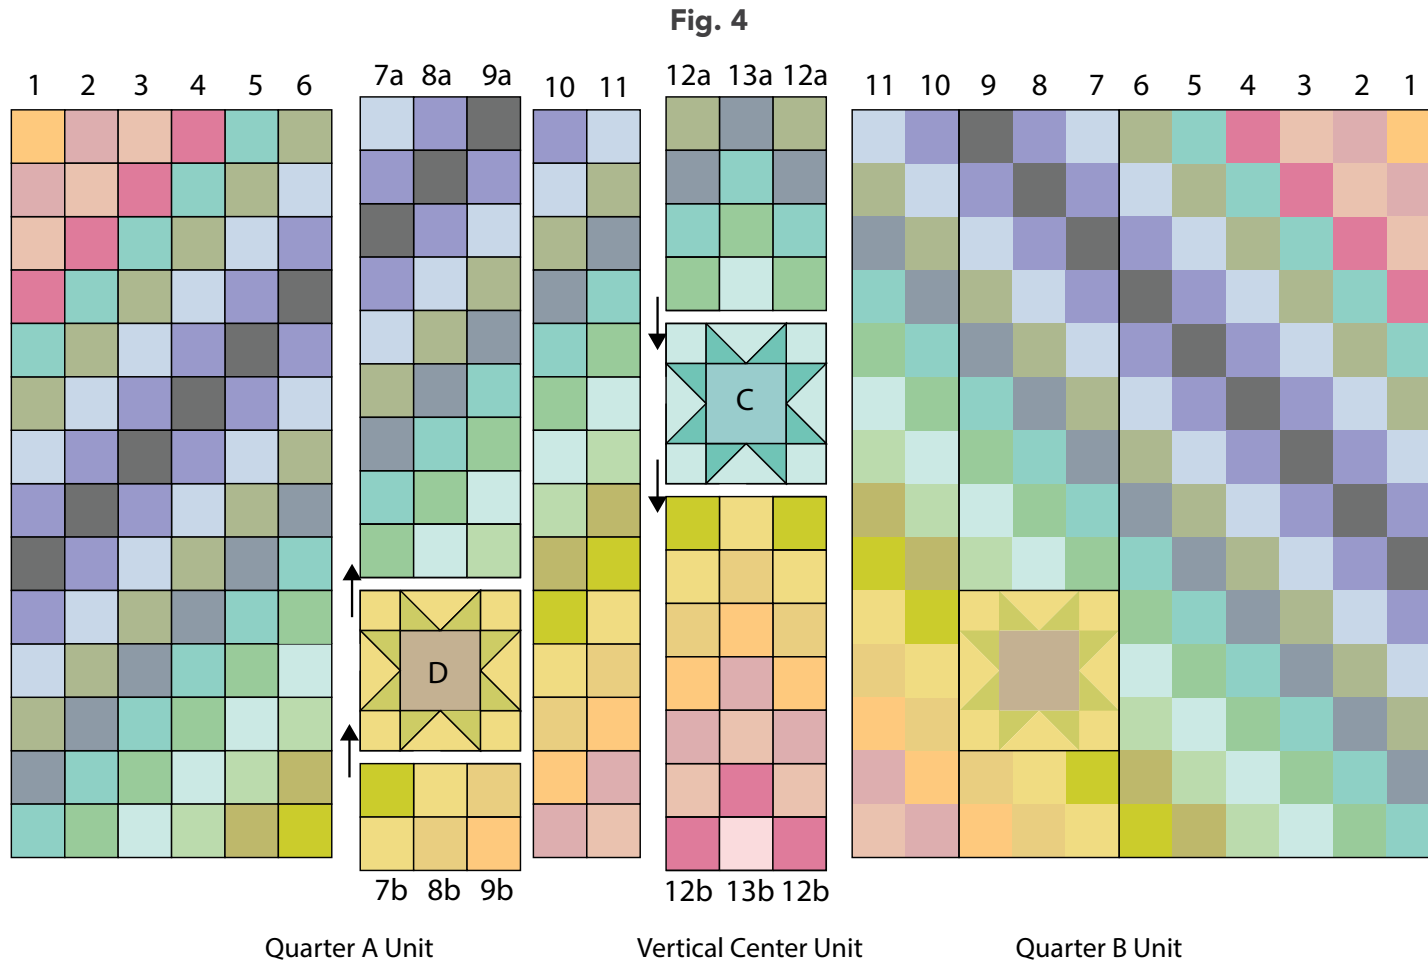 Fig. 4
1 2 3 4 5 6 7a 8a 9a 10 11 12a 13a 12a 11 10 9 8 7 6 5 4 3 2 1
C
D
7b 8b 9b 12b 13b 12b
Quarter A Unit Vertical Center Unit Quarter B Unit